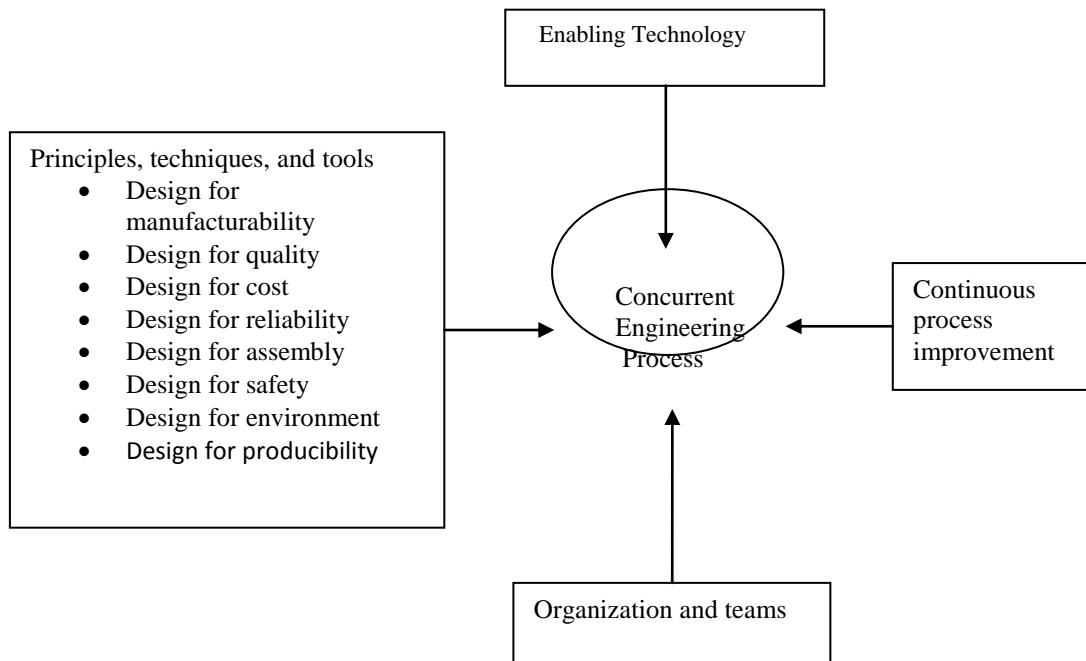 Enabling Technology
Principles, techniques, and tools
• Design for
manufacturability
• Design for quality
• Design for cost
• Design for reliability
• Design for assembly
• Design for safety
• Design for environment
• Design for producibility
Concurrent
Engineering
Process
Continuous
process
improvement
Organization and teams